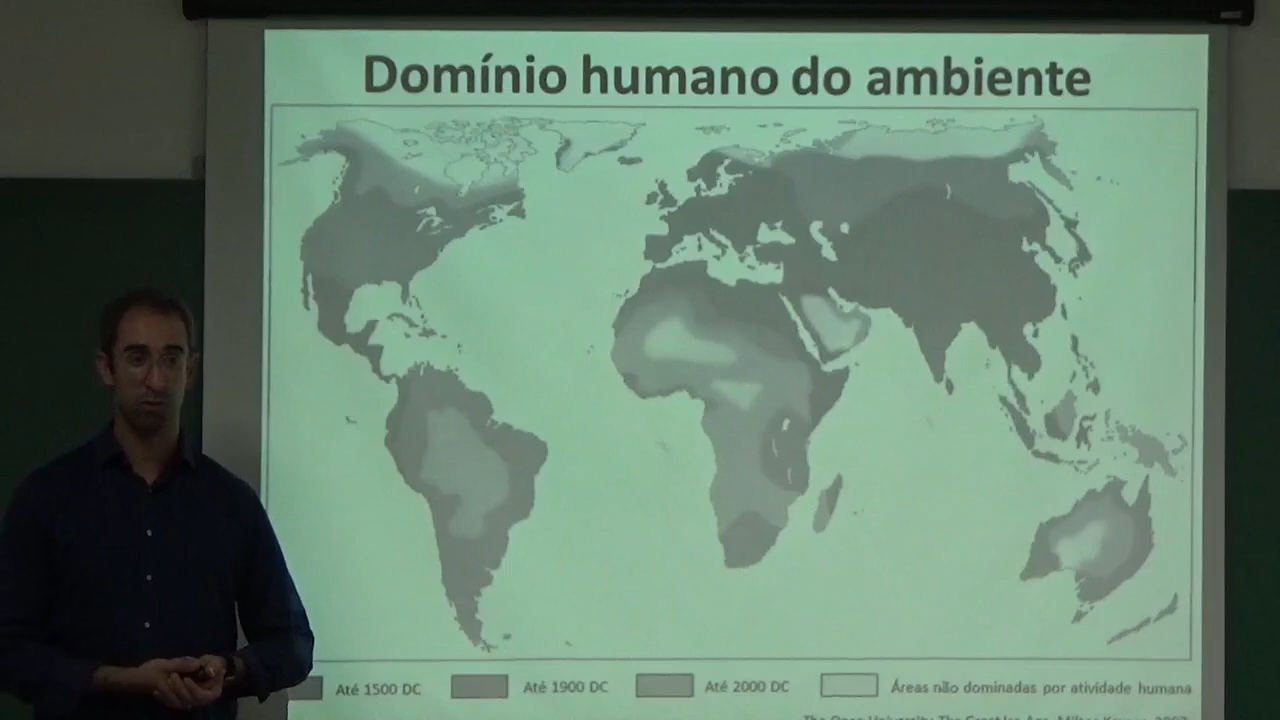 Domínio humano do ambiente
Até 1500 DC
Até 1900 DC
Até 2000 DC
Áreas não dominadas por atividade humana